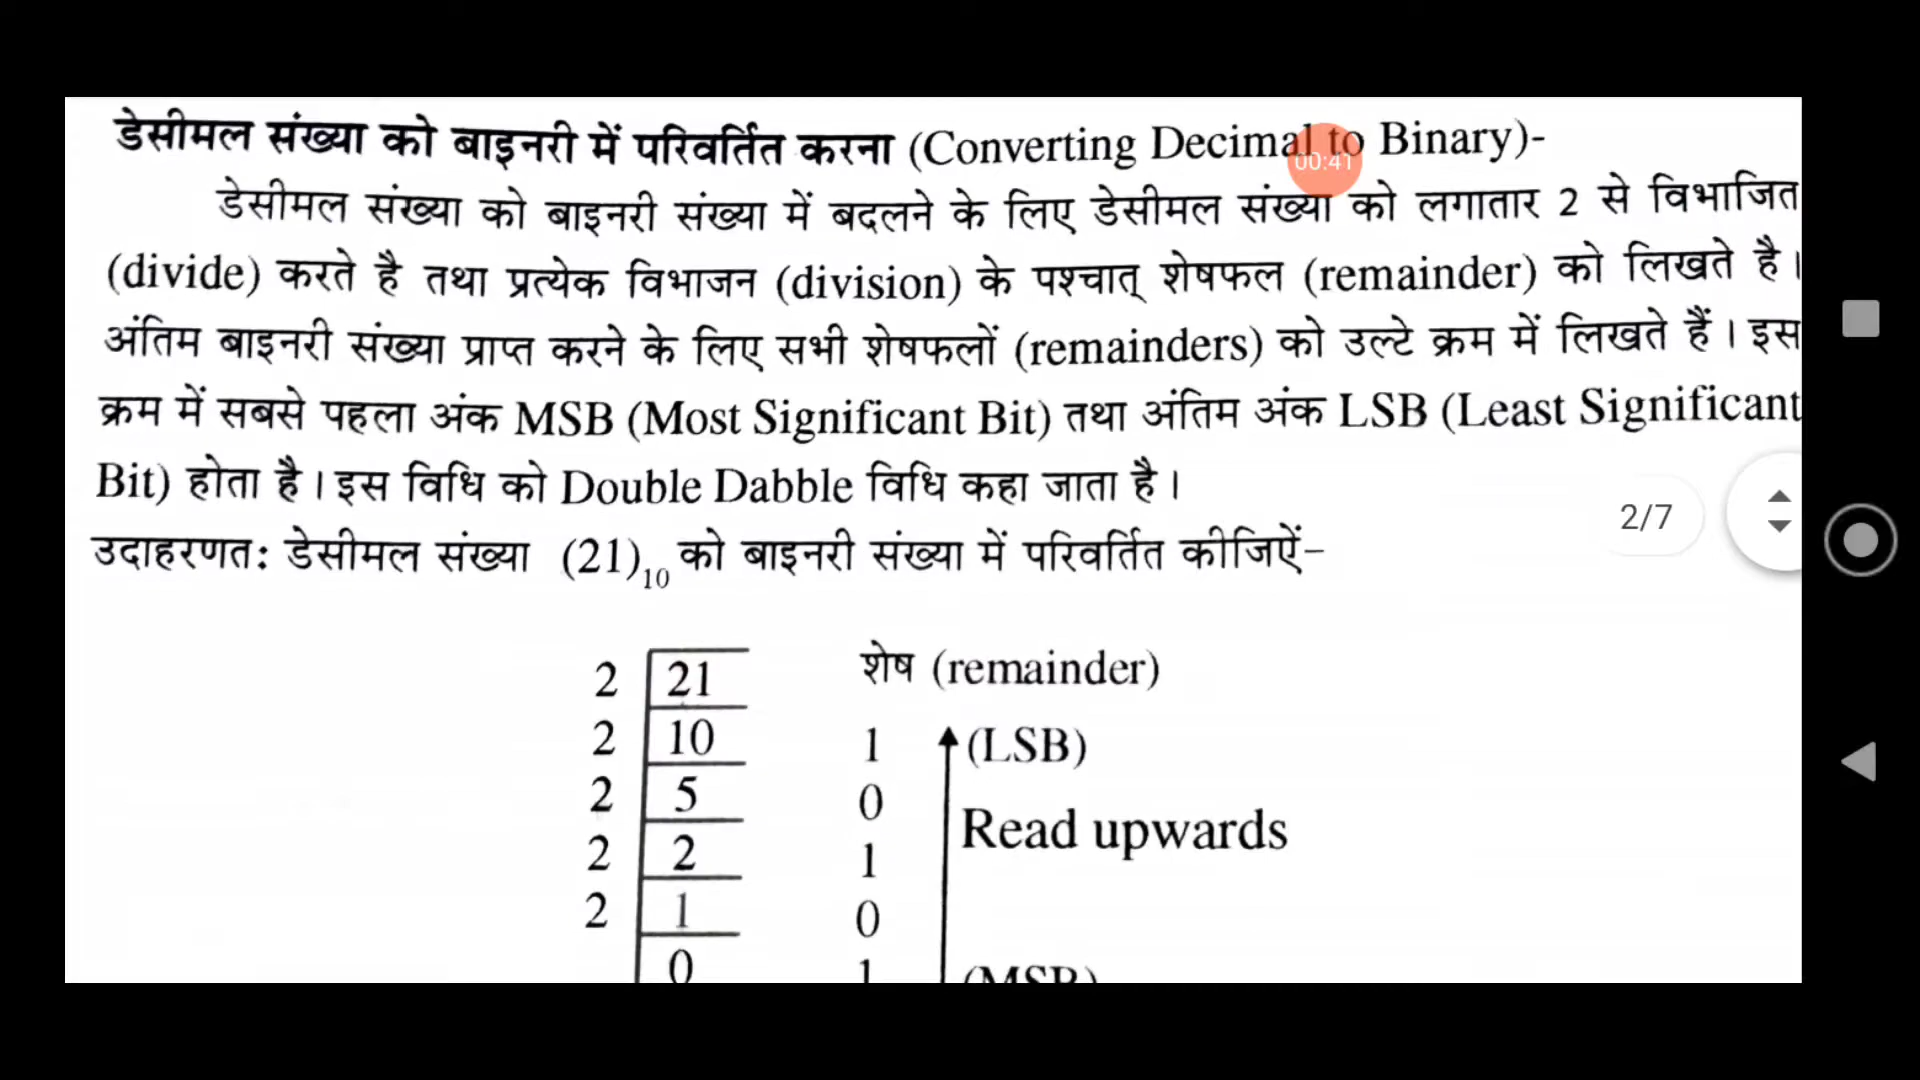 डेसीमल संख्या को बाइनरी में परिवर्तित करना (Converting Decimal to Binary)-
00:41
डेसीमल संख्या को बाइनरी संख्या में बदलने के लिए डेसीमल संख्या को लगातार 2 से विभाजित
(divide) करते है तथा प्रत्येक विभाजन (division) के पश्चात् शेषफल (remainder) को लिखते है।
अंतिम बाइनरी संख्या प्राप्त करने के लिए सभी शेषफलों (remainders) को उल्टे क्रम में लिखते हैं। इस
क्रम में सबसे पहला अंक MSB (Most Significant Bit) तथा अंतिम अंक LSB (Least Significant
Bit) होता है। इस विधि को Double Dabble विधि कहा जाता है।
2/7
उदाहरणत: डेसीमल संख्या (21)₁₀ को बाइनरी संख्या में परिवर्तित कीजिऐं–
2 21 शेष (remainder)
2 10 1 (LSB)
2 5 0
Read upwards
2 2 1
2 1 0
0 1 (MSB)